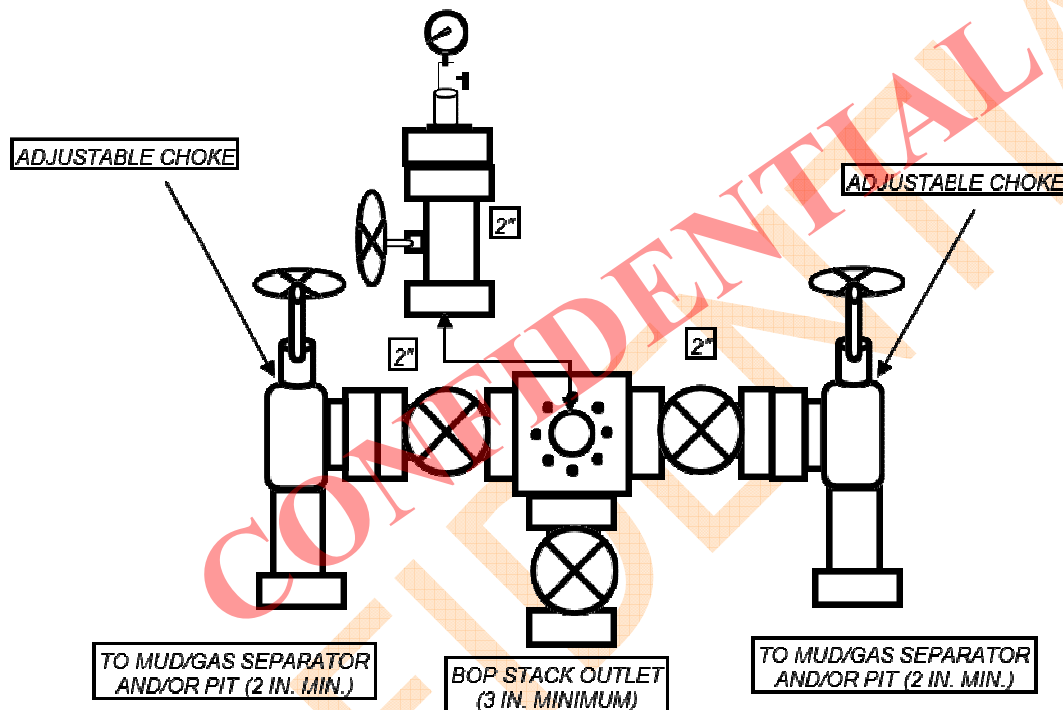 ADJUSTABLE CHOKE
ADJUSTABLE CHOKE
2"
2"
2"
TO MUD/GAS SEPARATOR
AND/OR PIT (2 IN. MIN.)
BOP STACK OUTLET
(3 IN. MINIMUM)
TO MUD/GAS SEPARATOR
AND/OR PIT (2 IN. MIN.)
CONFIDENTIAL